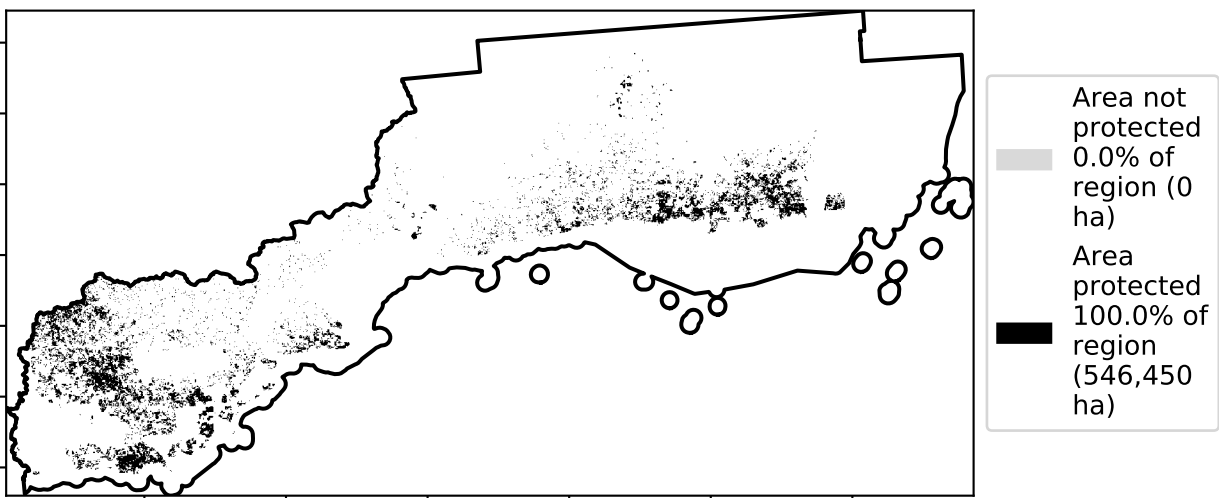 Area not
protected
0.0% of
region (0
ha)
Area
protected
100.0% of
region
(546,450
ha)